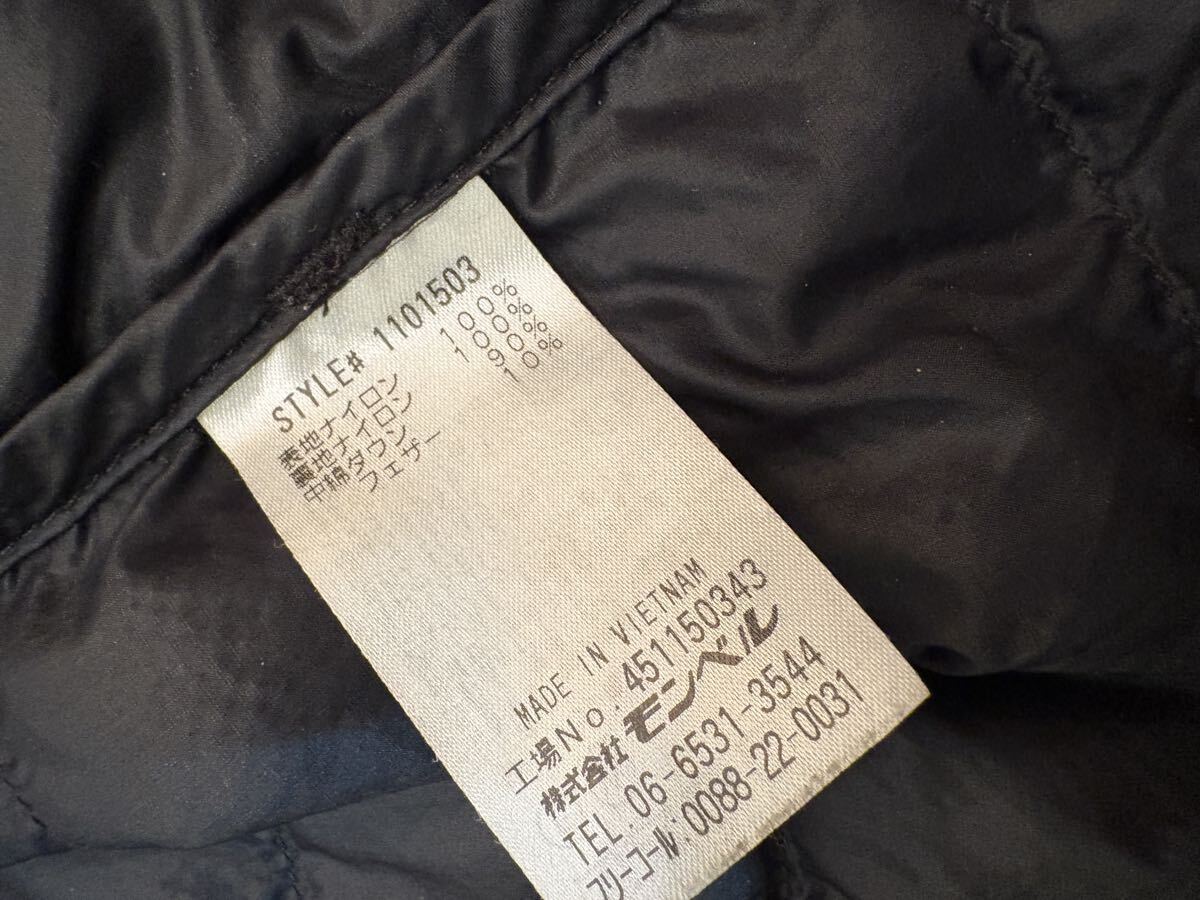 STYLE# 1101503
表地ナイロン 100%
裏地ナイロン 100%
中綿ダウン 90%
フェザー 10%
MADE IN VIETNAM
工場No. 451150343
株式会社モンベル
TEL. 06-6531-3544
フリーコール:0088-22-0031